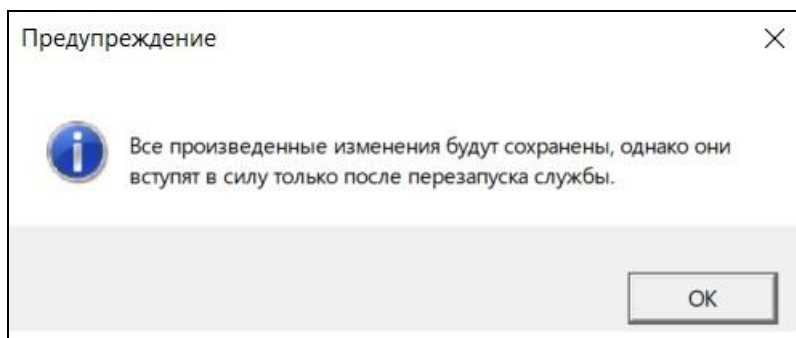 Предупреждение
Все произведенные изменения будут сохранены, однако они
вступят в силу только после перезапуска службы.
OK